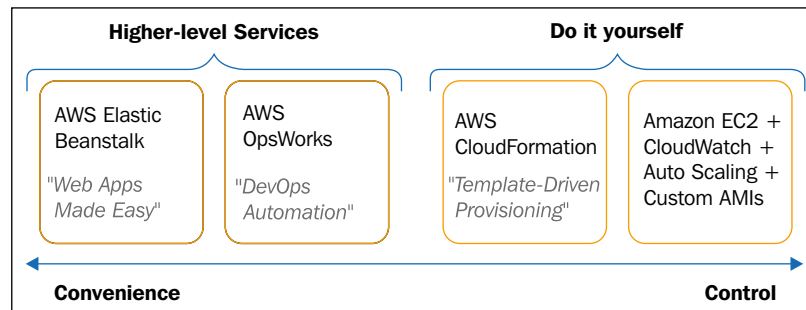 Higher-level Services
Do it yourself
AWS Elastic
Beanstalk
"Web Apps
Made Easy"
AWS
OpsWorks
"DevOps
Automation"
AWS
CloudFormation
"Template-Driven
Provisioning"
Amazon EC2 +
CloudWatch +
Auto Scaling +
Custom AMIs
Convenience
Control